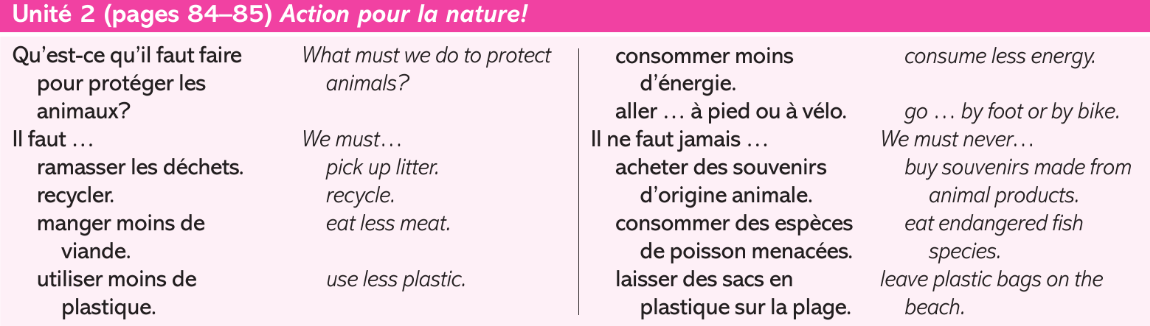 Unité 2 (pages 84–85) Action pour la nature!
Qu'est-ce qu'il faut faire What must we do to protect
pour protéger les animals?
animaux?
Il faut … We must…
ramasser les déchets. pick up litter.
recycler. recycle.
manger moins de eat less meat.
viande.
utiliser moins de use less plastic.
plastique.
consommer moins consume less energy.
d'énergie.
aller … à pied ou à vélo. go … by foot or by bike.
Il ne faut jamais … We must never…
acheter des souvenirs buy souvenirs made from
d'origine animale. animal products.
consommer des espèces eat endangered fish
de poisson menacées. species.
laisser des sacs en leave plastic bags on the
plastique sur la plage. beach.